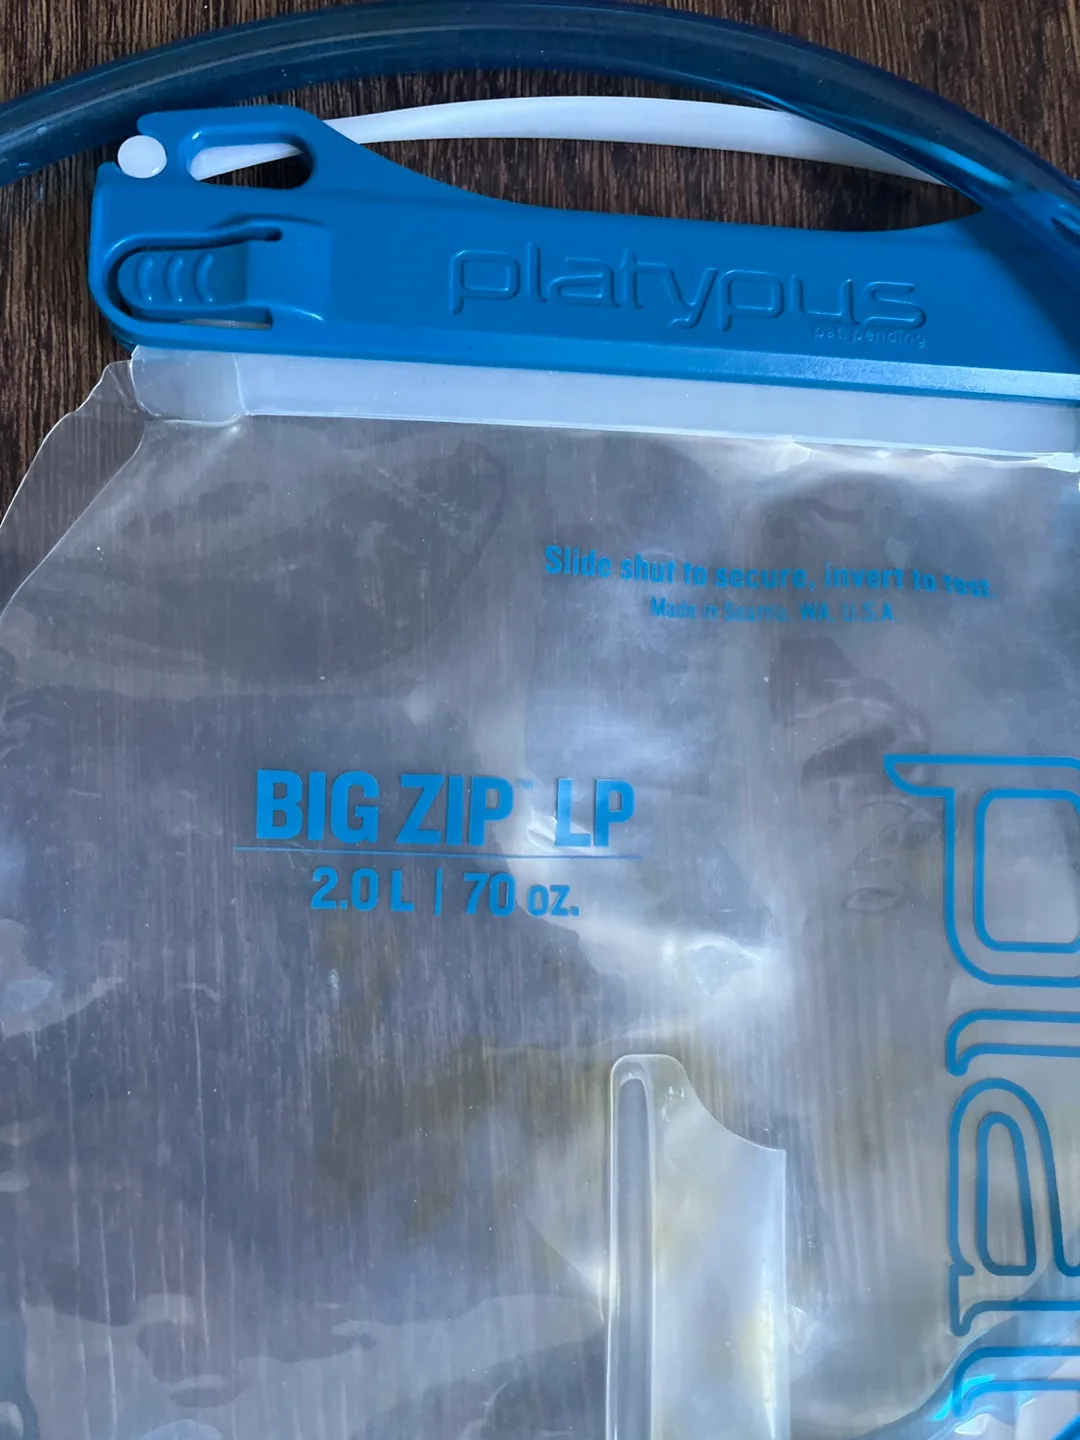 platypus
pat. pending
Slide shut to secure, invert to test.
Made in Seattle, WA, U.S.A.
BIG ZIP™ LP
2.0 L | 70 oz.
plat